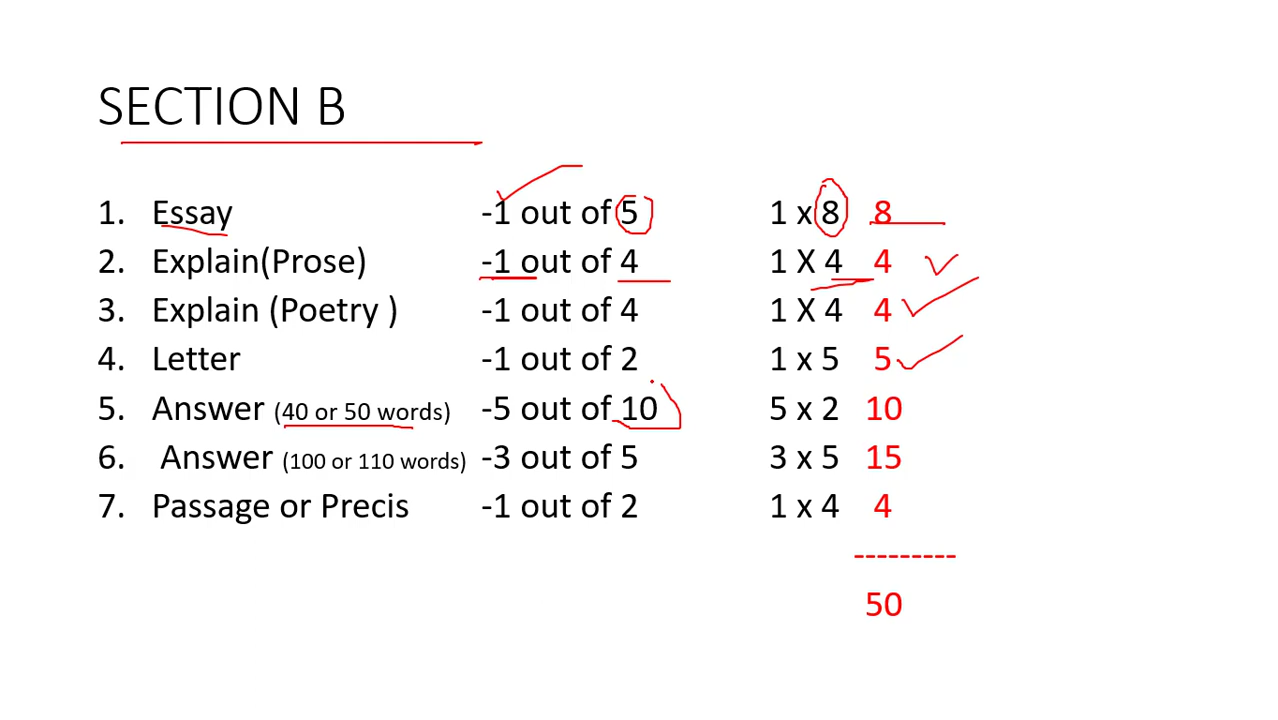 SECTION B
1. Essay -1 out of 5 1 x 8 8
2. Explain(Prose) -1 out of 4 1 X 4 4
3. Explain (Poetry ) -1 out of 4 1 X 4 4
4. Letter -1 out of 2 1 x 5 5
5. Answer (40 or 50 words) -5 out of 10 5 x 2 10
6. Answer (100 or 110 words) -3 out of 5 3 x 5 15
7. Passage or Precis -1 out of 2 1 x 4 4
---------
50